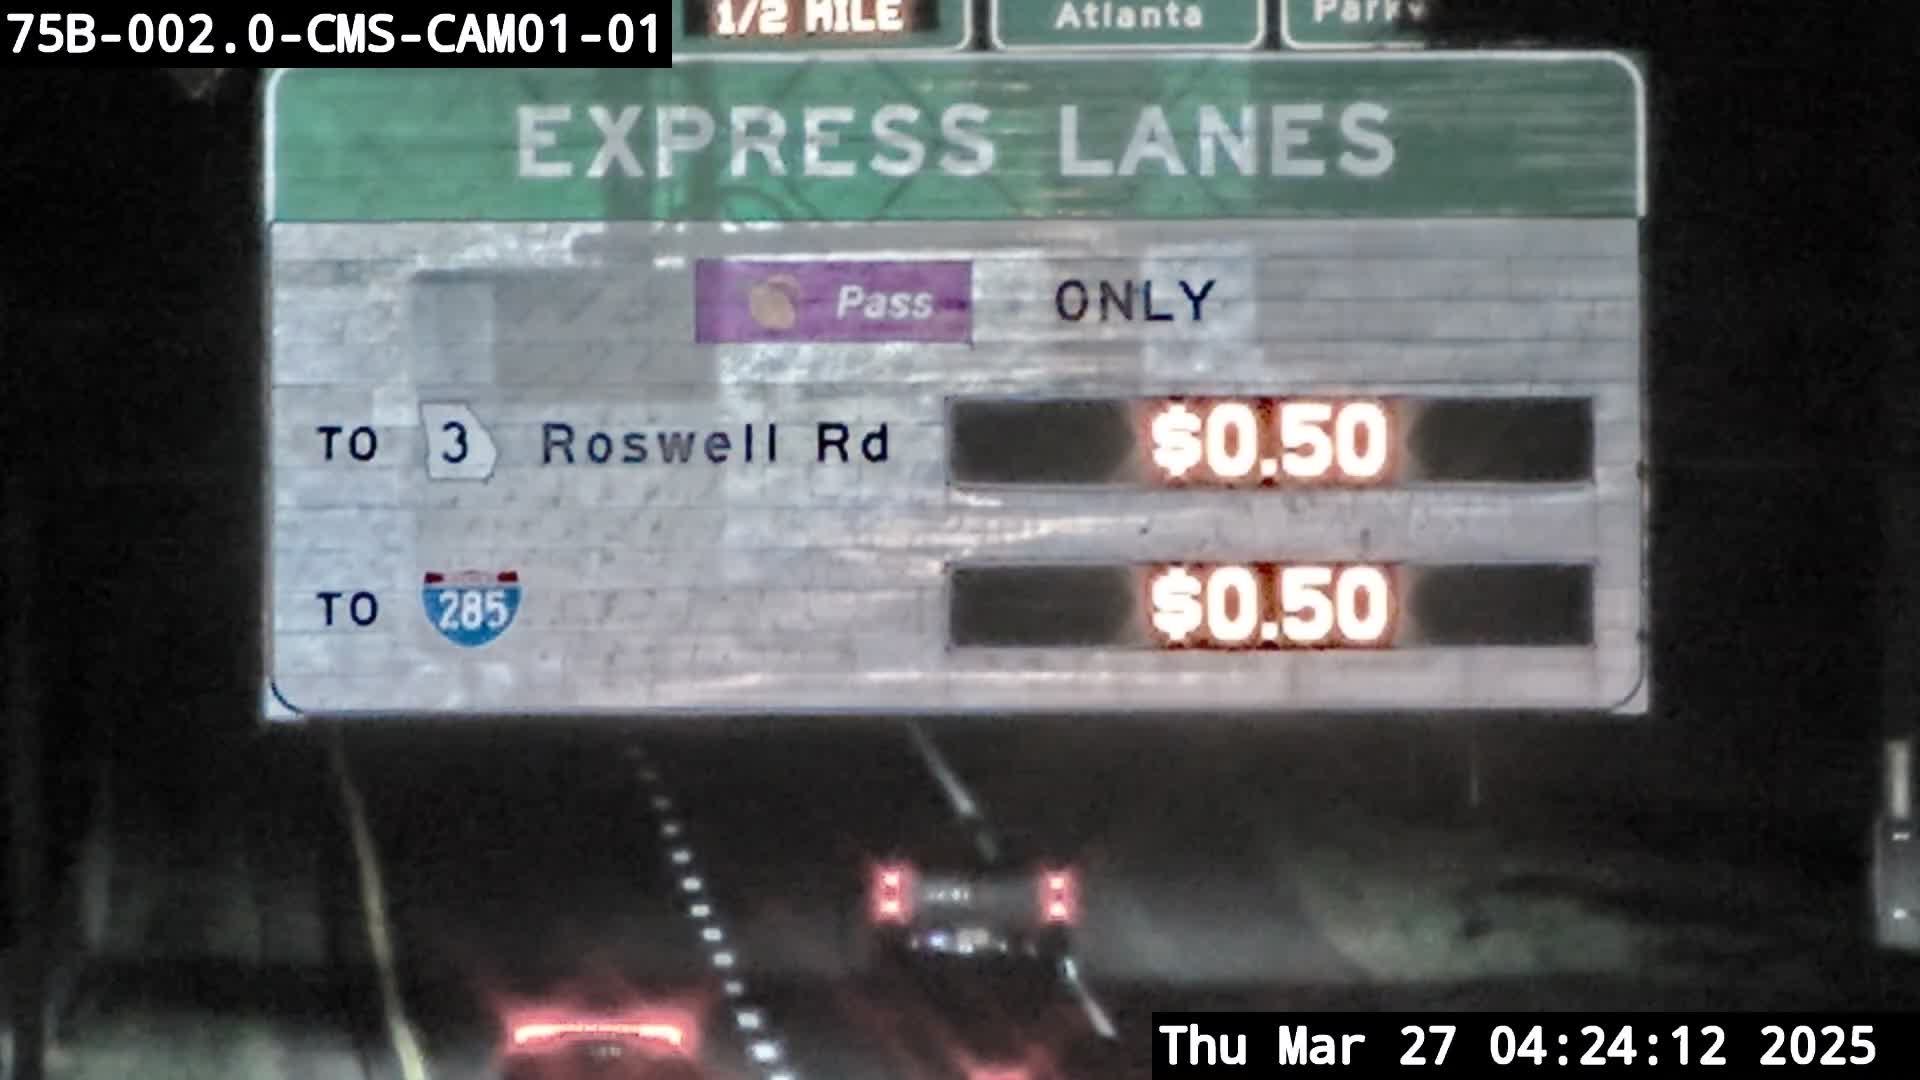 75B-002.0-CMS-CAM01-01
1/2 MILE
Atlanta
EXPRESS LANES
Pass ONLY
TO 3 Roswell Rd $0.50
TO 285 $0.50
Thu Mar 27 04:24:12 2025